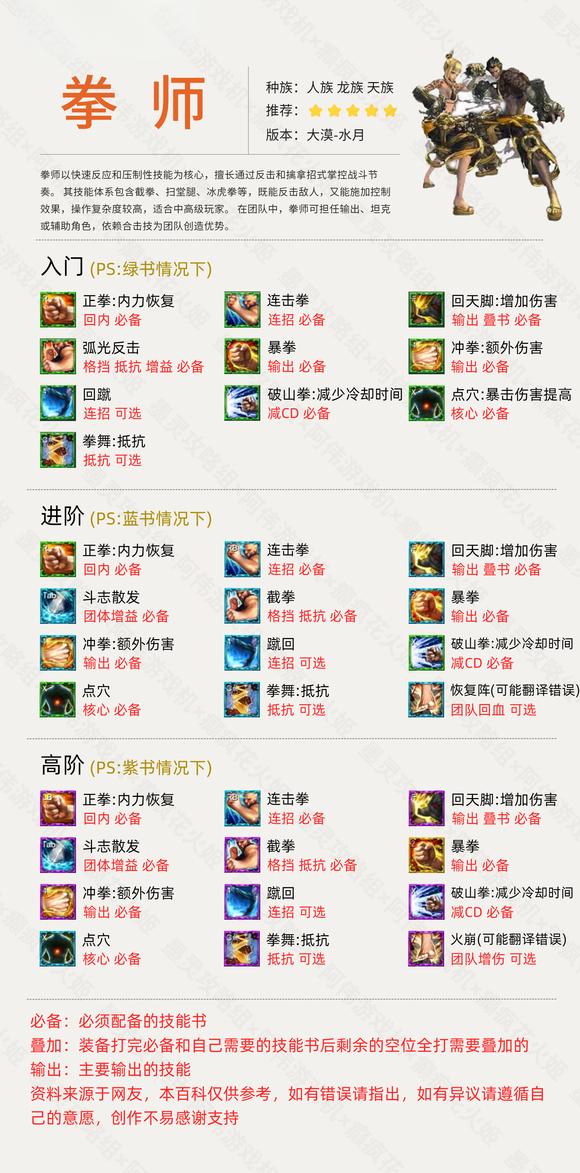 拳 师
种族：人族 龙族 天族
推荐：
版本：大漠-水月
拳师以快速反应和压制性技能为核心，擅长通过反击和擒拿招式掌控战斗节
奏。 其技能体系包含截拳、扫堂腿、冰虎拳等，既能反击敌人，又能施加控制
效果，操作复杂度较高，适合中高级玩家。 在团队中，拳师可担任输出、坦克
或辅助角色，依赖合击技为团队创造优势。
入门 (PS:绿书情况下)
正拳:内力恢复
回内 必备
连击拳
连招 必备
回天脚:增加伤害
输出 叠书 必备
弧光反击
格挡 抵抗 增益 必备
暴拳
输出 必备
冲拳:额外伤害
输出 必备
回蹴
连招 可选
破山拳:减少冷却时间
减CD 必备
点穴:暴击伤害提高
核心 必备
拳舞:抵抗
抵抗 可选
进阶 (PS:蓝书情况下)
正拳:内力恢复
回内 必备
连击拳
连招 必备
回天脚:增加伤害
输出 叠书 必备
斗志散发
团体增益 必备
截拳
格挡 抵抗 必备
暴拳
输出 必备
冲拳:额外伤害
输出 必备
蹴回
连招 可选
破山拳:减少冷却时间
减CD 必备
点穴
核心 必备
拳舞:抵抗
抵抗 可选
恢复阵(可能翻译错误)
团队回血 可选
高阶 (PS:紫书情况下)
正拳:内力恢复
回内 必备
连击拳
连招 必备
回天脚:增加伤害
输出 叠书 必备
斗志散发
团体增益 必备
截拳
格挡 抵抗 必备
暴拳
输出 必备
冲拳:额外伤害
输出 必备
蹴回
连招 可选
破山拳:减少冷却时间
减CD 必备
点穴
核心 必备
拳舞:抵抗
抵抗 可选
火崩(可能翻译错误)
团队增伤 可选
必备：必须配备的技能书
叠加：装备打完必备和自己需要的技能书后剩余的空位全打需要叠加的
输出：主要输出的技能
资料来源于网友，本百科仅供参考，如有错误请指出，如有异议请遵循自
己的意愿，创作不易感谢支持